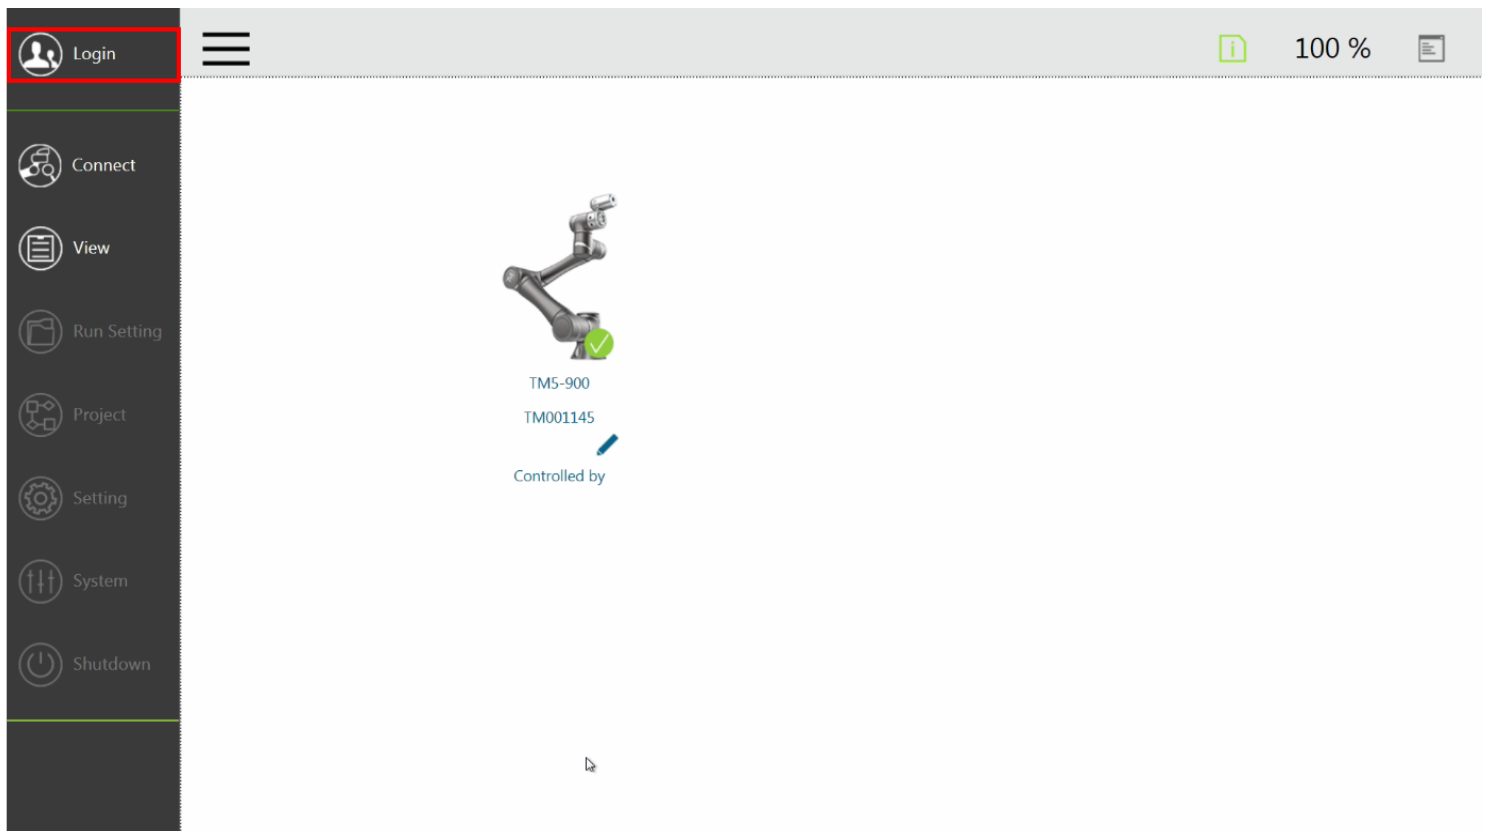 Login
100 %
Connect
View
Run Setting
Project
Setting
System
Shutdown
TM5-900
TM001145
Controlled by